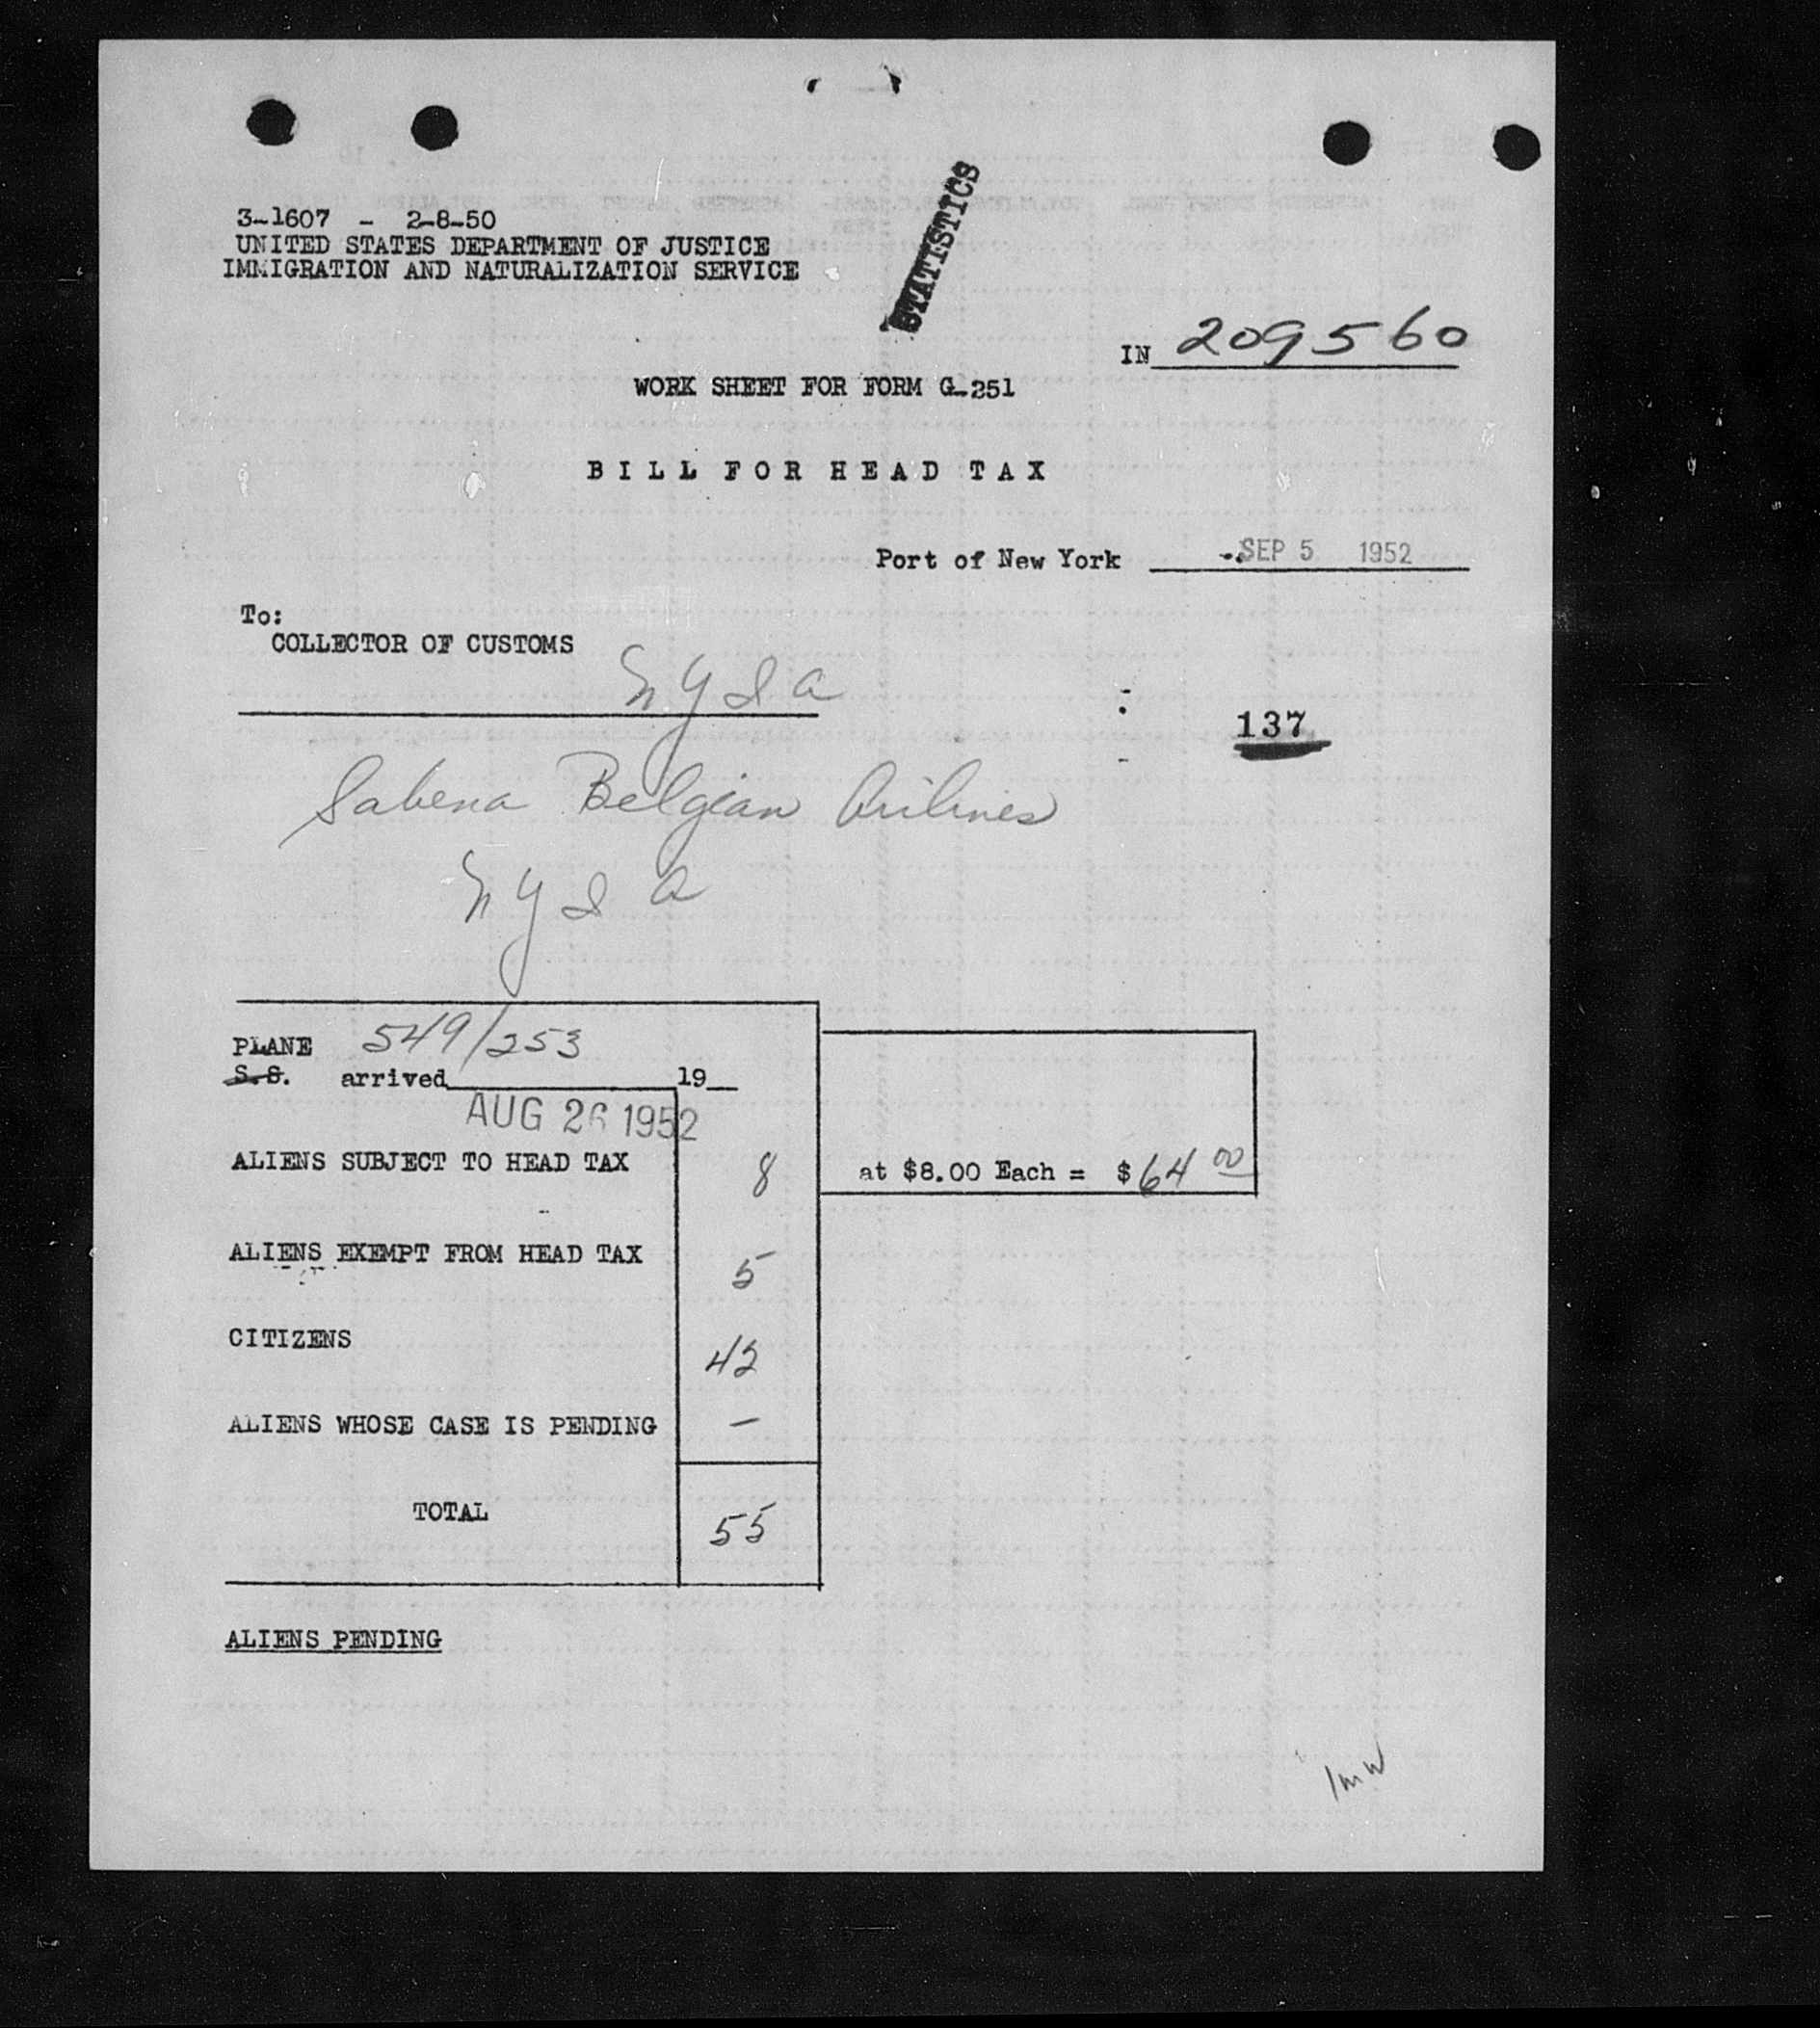 3-1607 - 2-8-50
UNITED STATES DEPARTMENT OF JUSTICE
IMMIGRATION AND NATURALIZATION SERVICE
STATISTICS
IN 209560
WORK SHEET FOR FORM G-251
BILL FOR HEAD TAX
Port of New York SEP 5 1952
To:
COLLECTOR OF CUSTOMS
NYIA
137
Sabena Belgian Airlines
NYIA
PLANE 549/253
S.S. arrived 19
AUG 26 1952
ALIENS SUBJECT TO HEAD TAX 8 at $8.00 Each = $64 00
ALIENS EXEMPT FROM HEAD TAX 5
CITIZENS 42
ALIENS WHOSE CASE IS PENDING -
TOTAL 55
ALIENS PENDING